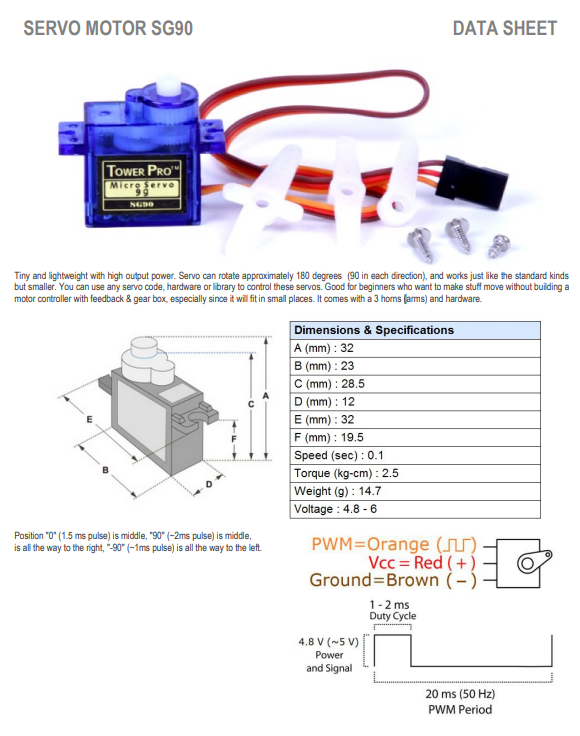 SERVO MOTOR SG90 DATA SHEET
TOWER PRO™
Micro Servo
9g
SG90
Tiny and lightweight with high output power. Servo can rotate approximately 180 degrees (90 in each direction), and works just like the standard kinds
but smaller. You can use any servo code, hardware or library to control these servos. Good for beginners who want to make stuff move without building a
motor controller with feedback & gear box, especially since it will fit in small places. It comes with a 3 horns (arms) and hardware.
A
C
E
F
B
D
Dimensions & Specifications
A (mm) : 32
B (mm) : 23
C (mm) : 28.5
D (mm) : 12
E (mm) : 32
F (mm) : 19.5
Speed (sec) : 0.1
Torque (kg-cm) : 2.5
Weight (g) : 14.7
Voltage : 4.8 - 6
Position "0" (1.5 ms pulse) is middle, "90" (~2ms pulse) is middle,
is all the way to the right, "-90" (~1ms pulse) is all the way to the left.
PWM=Orange (⎍⎍)
Vcc = Red ( + )
Ground=Brown ( − )
1 - 2 ms
Duty Cycle
4.8 V (~5 V)
Power
and Signal
20 ms (50 Hz)
PWM Period